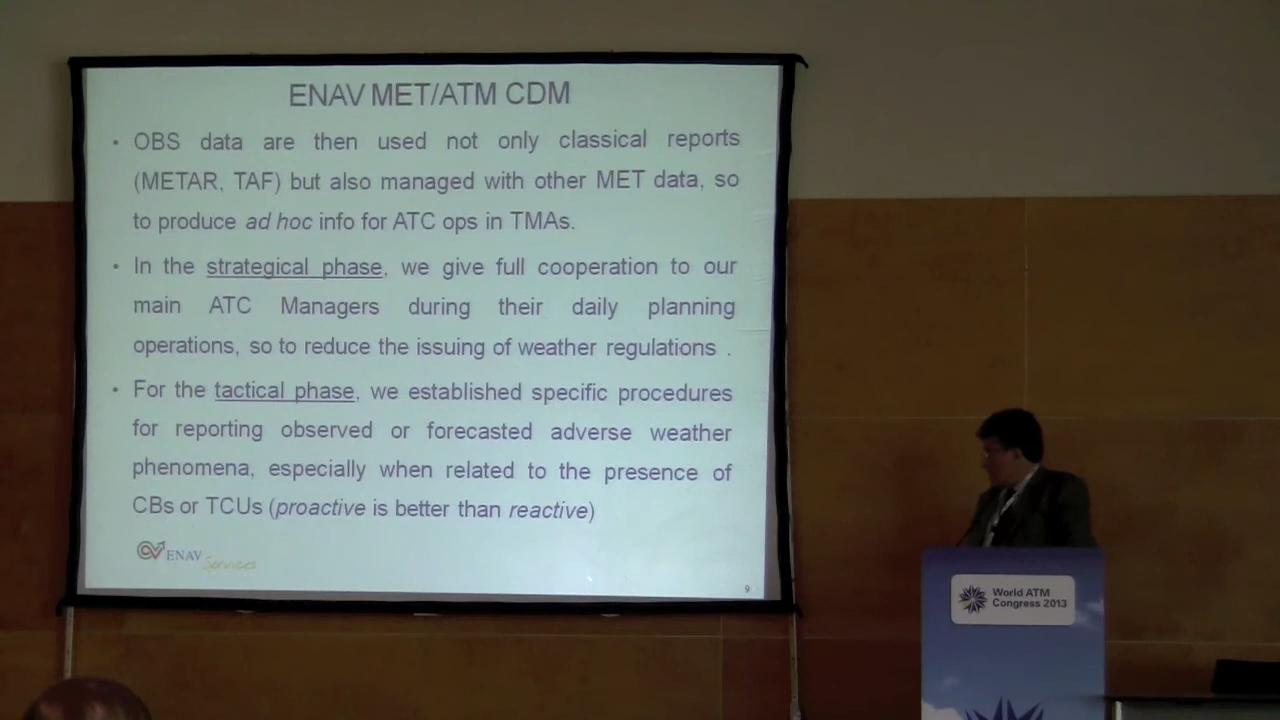 ENAV MET/ATM CDM
• OBS data are then used not only classical reports
(METAR, TAF) but also managed with other MET data, so
to produce ad hoc info for ATC ops in TMAs.
• In the strategical phase, we give full cooperation to our
main ATC Managers during their daily planning
operations, so to reduce the issuing of weather regulations .
• For the tactical phase, we established specific procedures
for reporting observed or forecasted adverse weather
phenomena, especially when related to the presence of
CBs or TCUs (proactive is better than reactive)
ENAV
Services
9
World ATM
Congress 2013